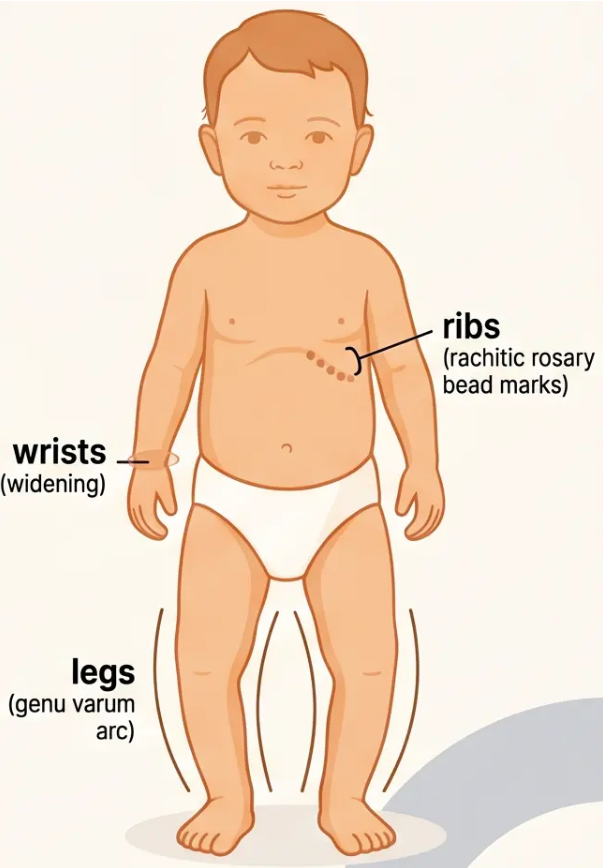 ribs
(rachitic rosary
bead marks)
wrists
(widening)
legs
(genu varum
arc)